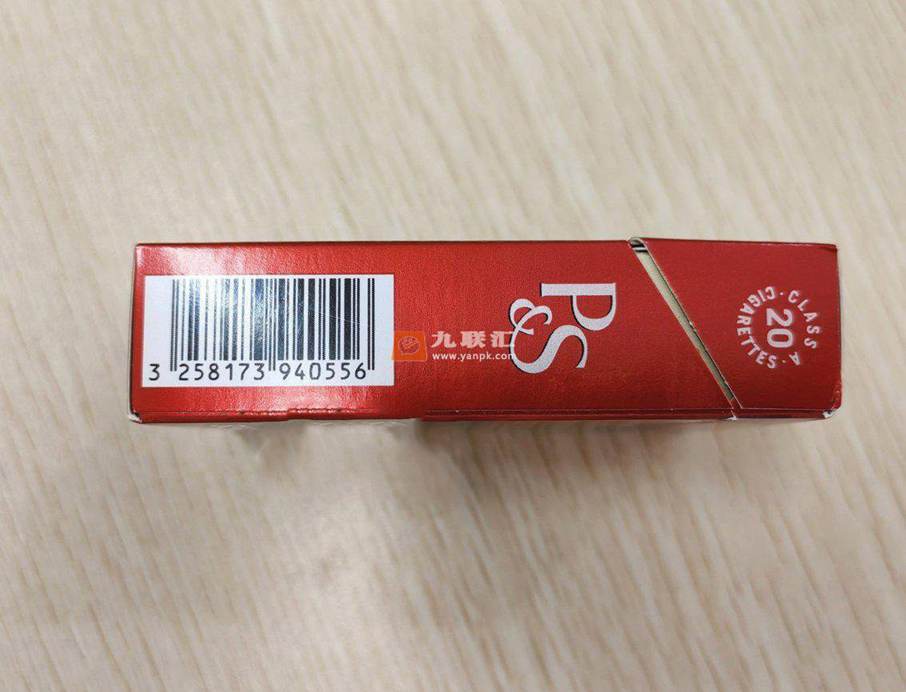 3 258173 940556
九联汇
www.yanpk.com
P&S
CLASS A
20
CIGARETTES